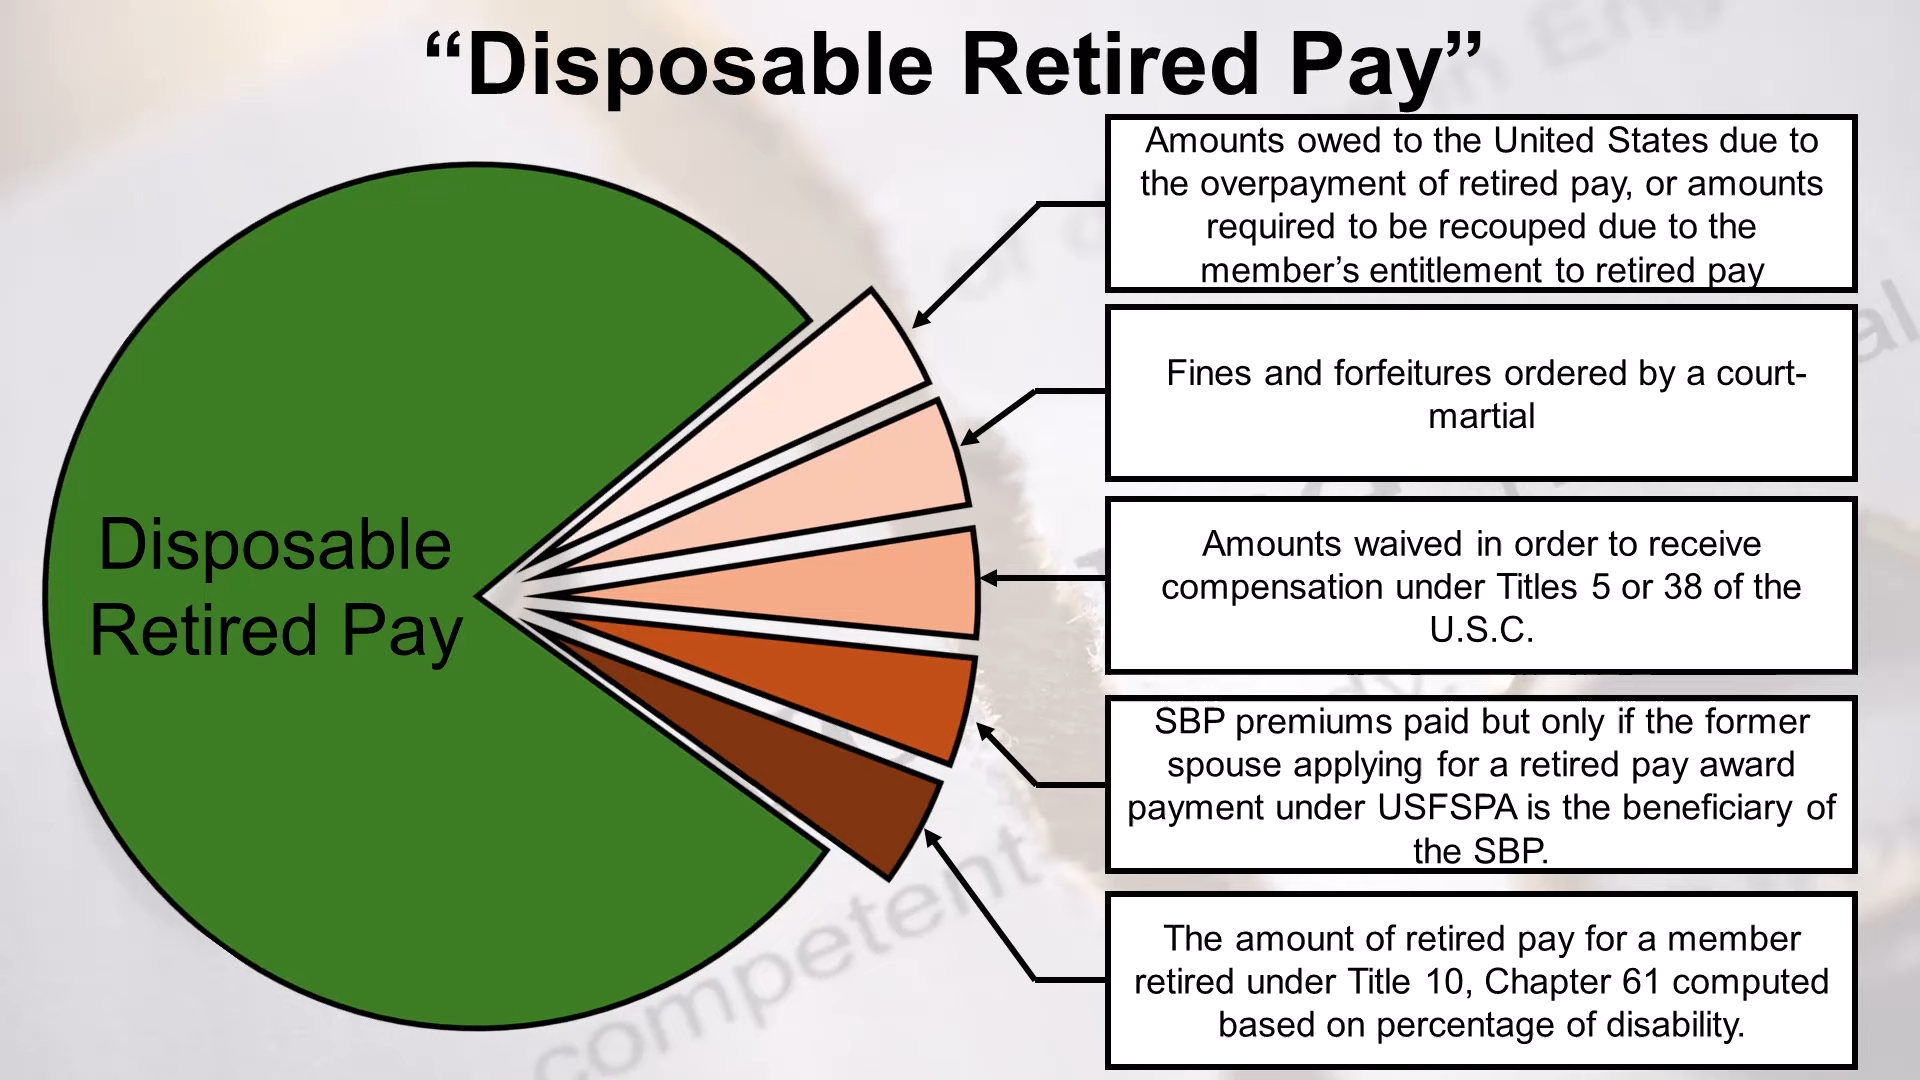 “Disposable Retired Pay”
Amounts owed to the United States due to
the overpayment of retired pay, or amounts
required to be recouped due to the
member’s entitlement to retired pay
Fines and forfeitures ordered by a court-
martial
Amounts waived in order to receive
compensation under Titles 5 or 38 of the
U.S.C.
SBP premiums paid but only if the former
spouse applying for a retired pay award
payment under USFSPA is the beneficiary of
the SBP.
The amount of retired pay for a member
retired under Title 10, Chapter 61 computed
based on percentage of disability.
Disposable
Retired Pay
competent